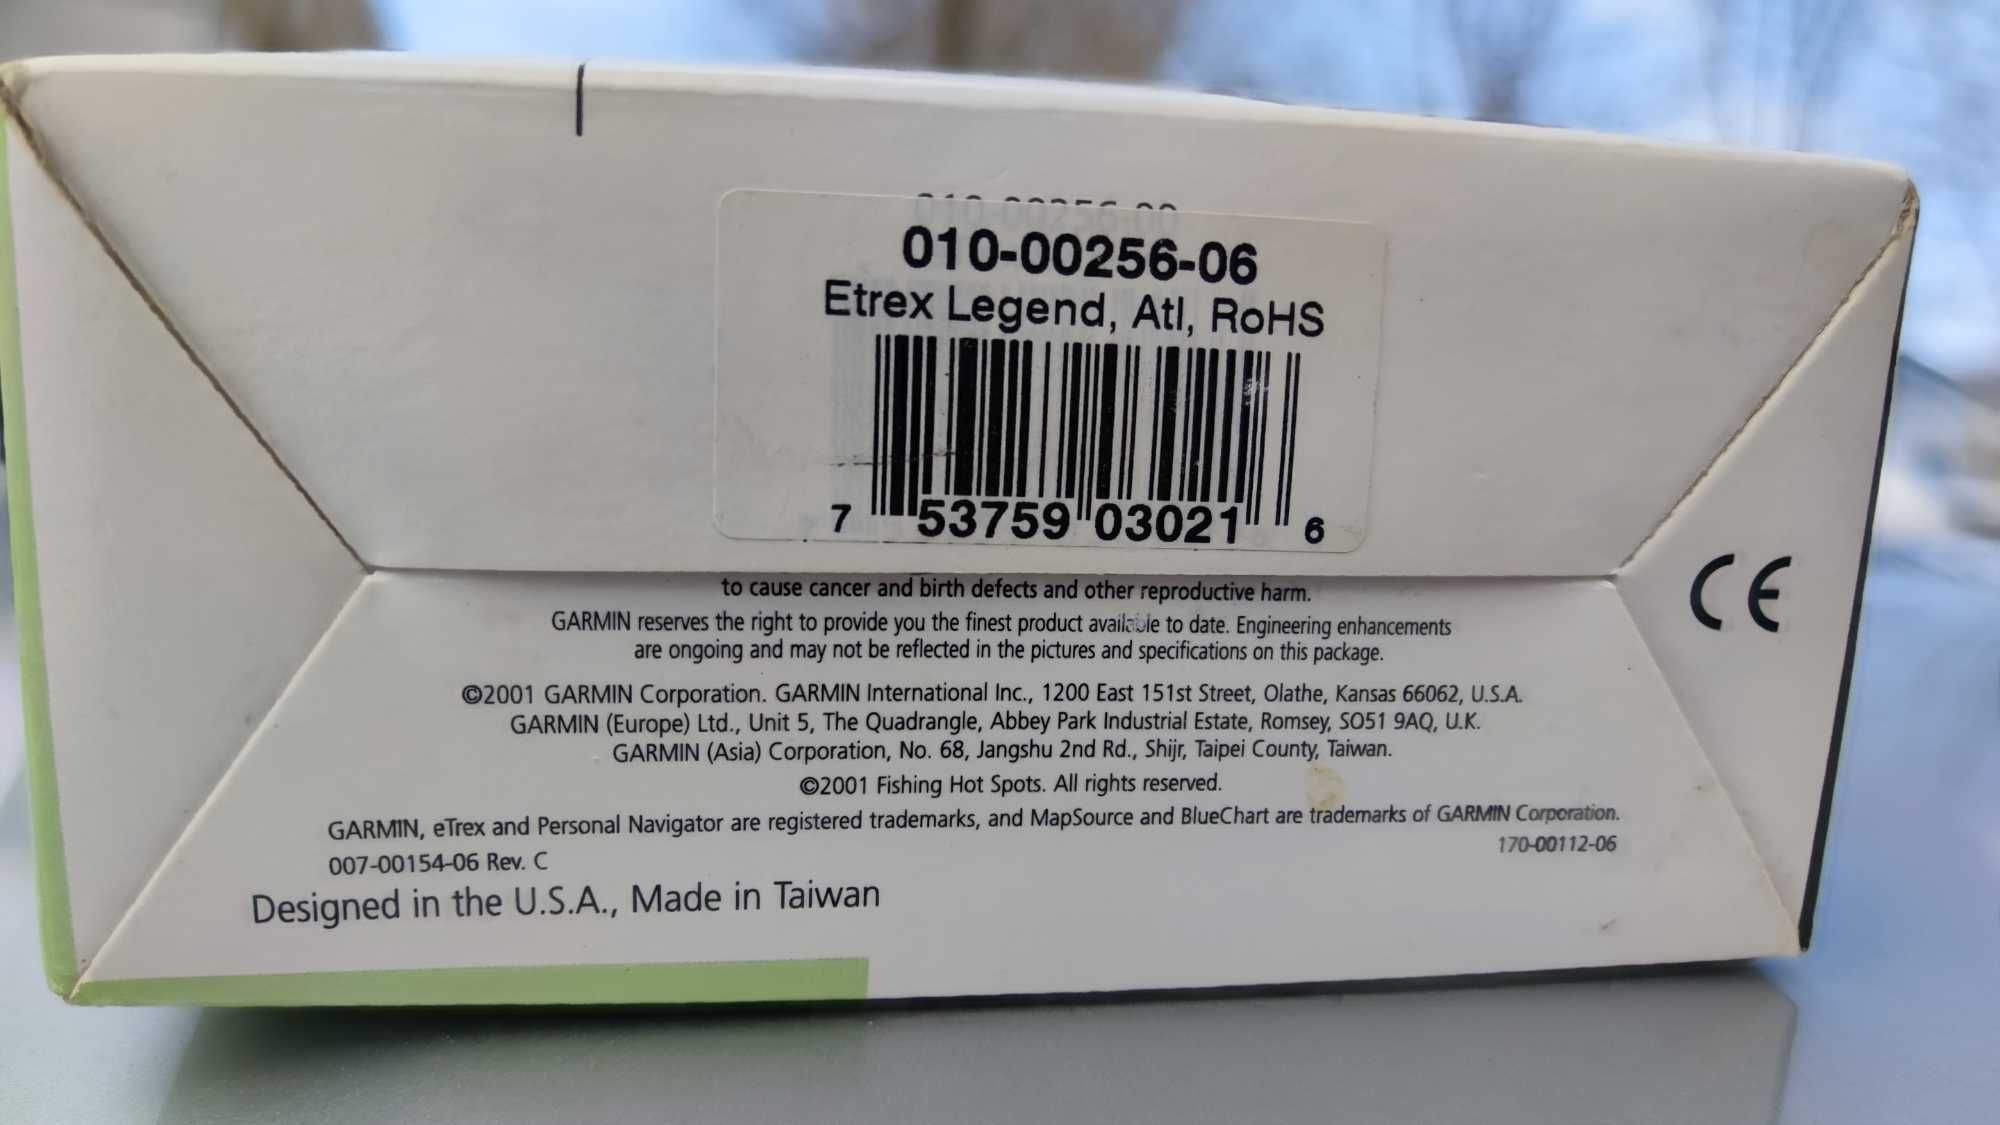 010-00256-00
010-00256-06
Etrex Legend, Atl, RoHS
7 53759 03021 6
to cause cancer and birth defects and other reproductive harm.
GARMIN reserves the right to provide you the finest product available to date. Engineering enhancements
are ongoing and may not be reflected in the pictures and specifications on this package.
©2001 GARMIN Corporation. GARMIN International Inc., 1200 East 151st Street, Olathe, Kansas 66062, U.S.A.
GARMIN (Europe) Ltd., Unit 5, The Quadrangle, Abbey Park Industrial Estate, Romsey, SO51 9AQ, U.K.
GARMIN (Asia) Corporation, No. 68, Jangshu 2nd Rd., Shijr, Taipei County, Taiwan.
©2001 Fishing Hot Spots. All rights reserved.
GARMIN, eTrex and Personal Navigator are registered trademarks, and MapSource and BlueChart are trademarks of GARMIN Corporation.
007-00154-06 Rev. C
170-00112-06
Designed in the U.S.A., Made in Taiwan
CE